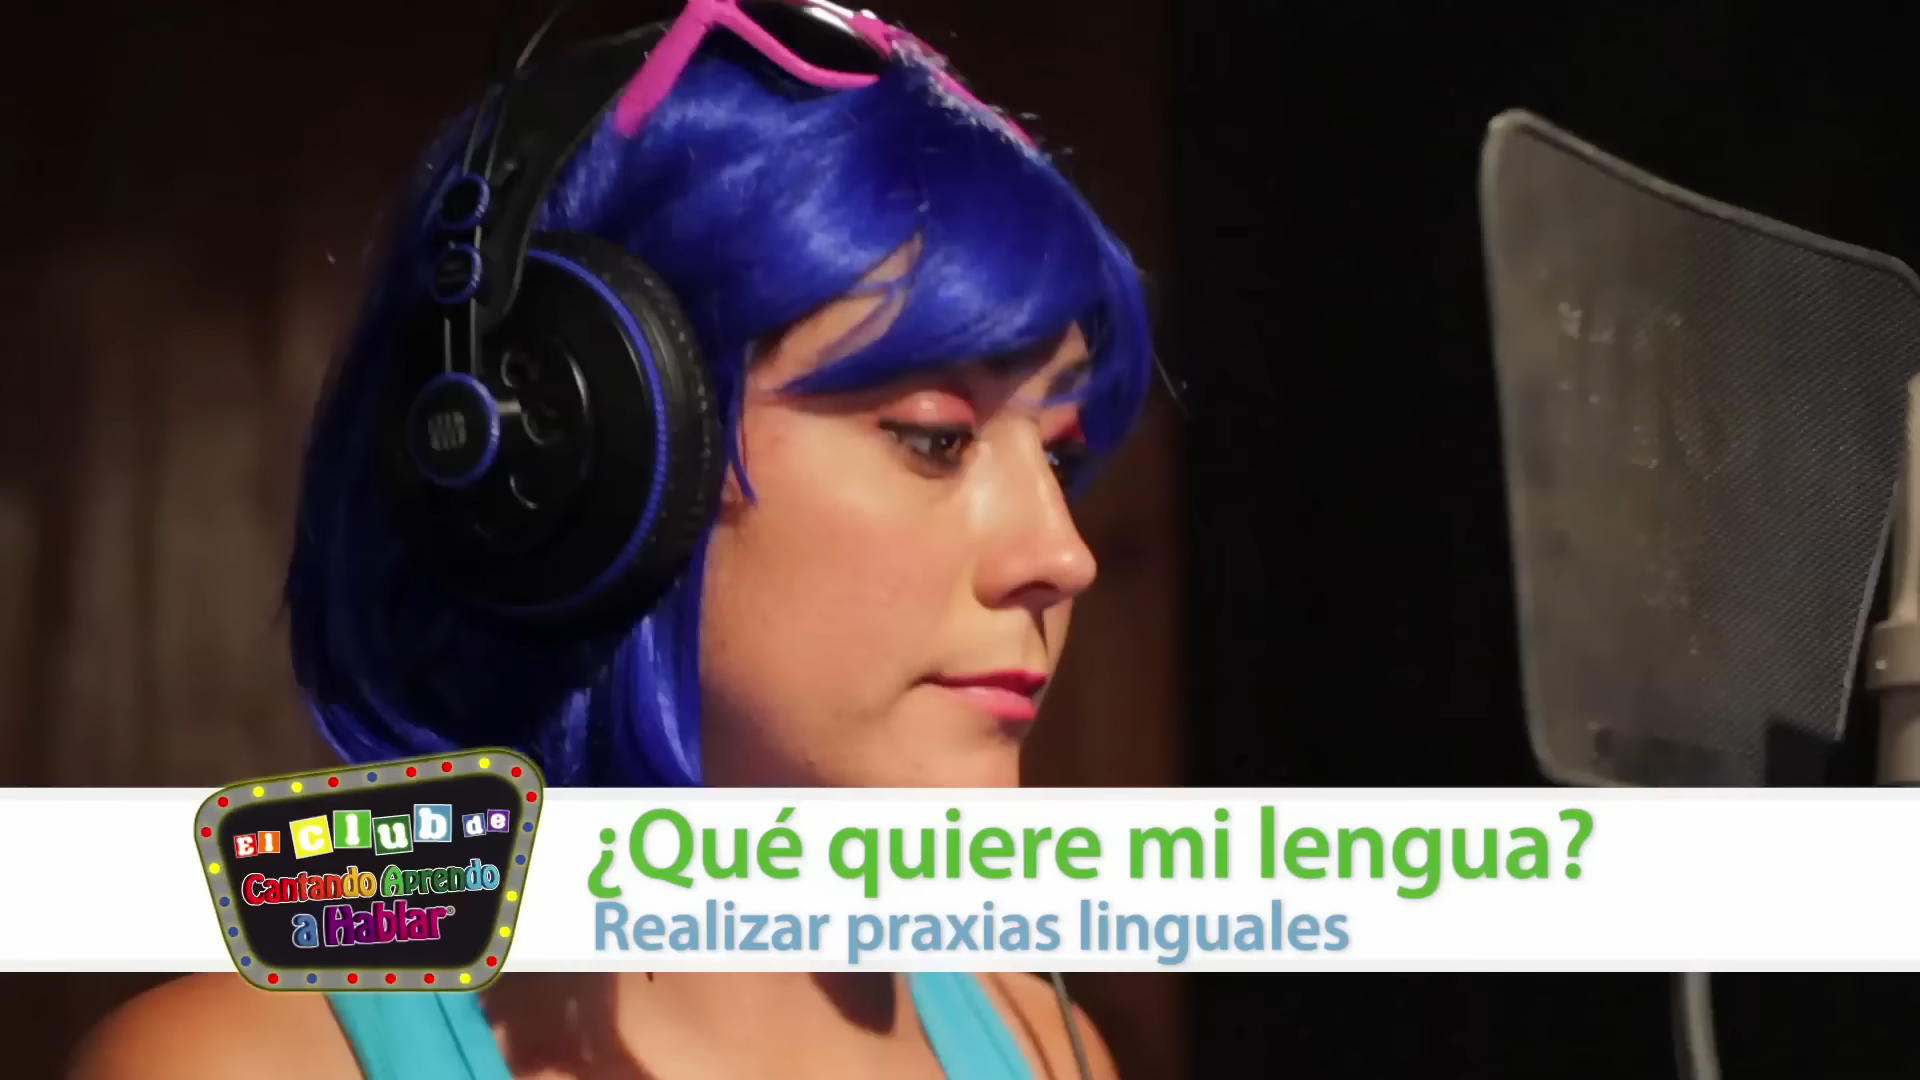 El Club de
Cantando Aprendo
a Hablar®
¿Qué quiere mi lengua?
Realizar praxias linguales